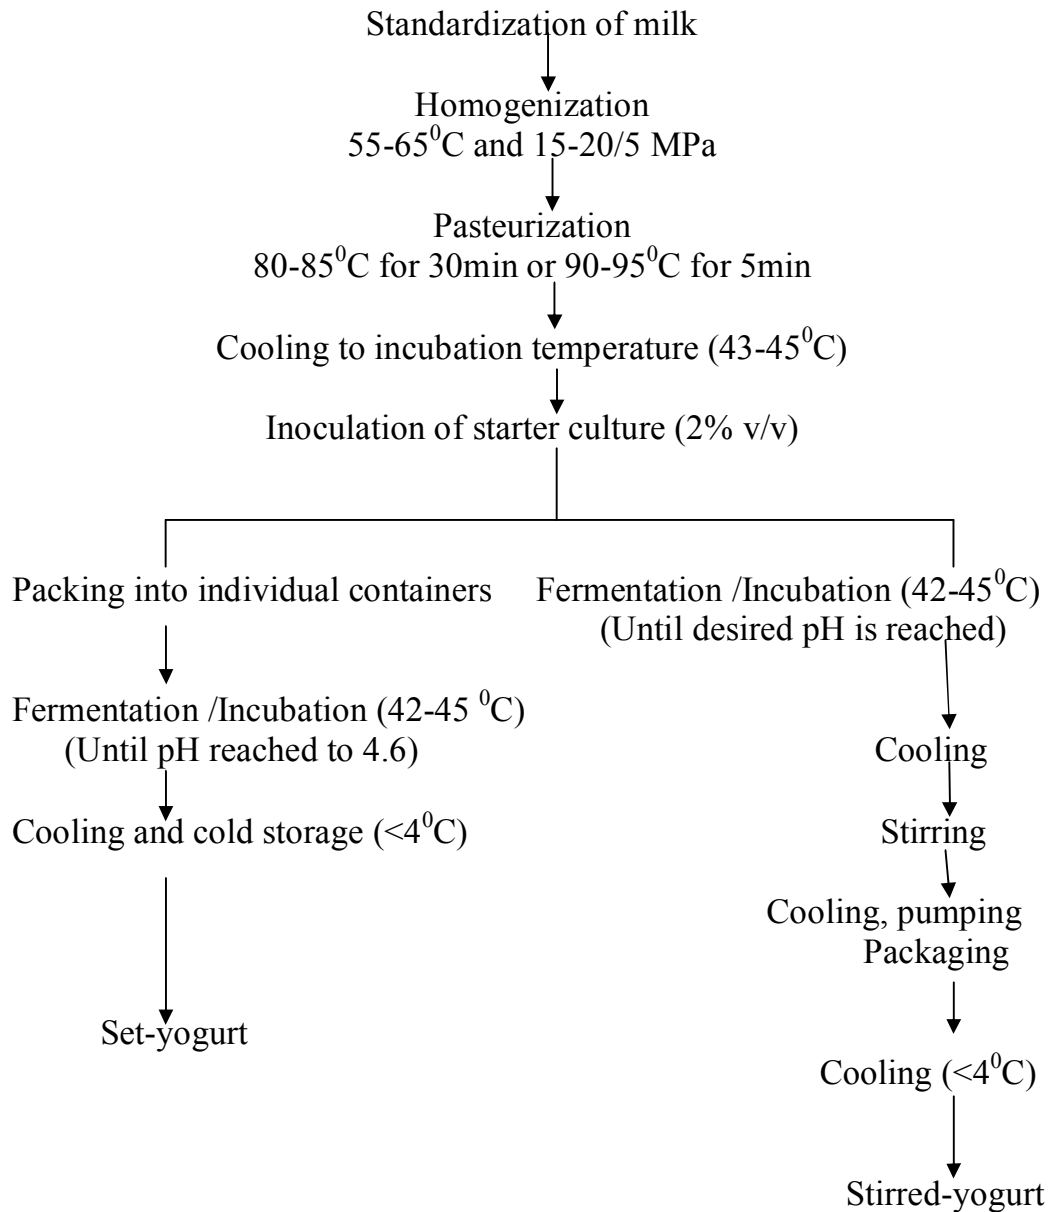 Standardization of milk
Homogenization
55-65⁰C and 15-20/5 MPa
Pasteurization
80-85⁰C for 30min or 90-95⁰C for 5min
Cooling to incubation temperature (43-45⁰C)
Inoculation of starter culture (2% v/v)
Packing into individual containers
Fermentation /Incubation (42-45 ⁰C)
(Until pH reached to 4.6)
Cooling and cold storage (<4⁰C)
Set-yogurt
Fermentation /Incubation (42-45⁰C)
(Until desired pH is reached)
Cooling
Stirring
Cooling, pumping
Packaging
Cooling (<4⁰C)
Stirred-yogurt